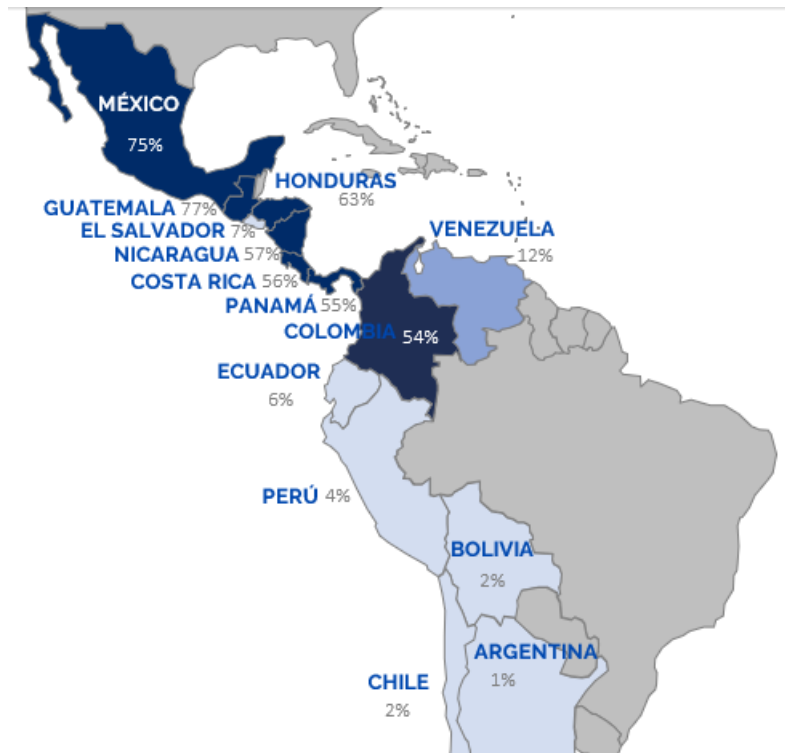 MÉXICO
75%
HONDURAS
63%
GUATEMALA 77%
EL SALVADOR 7%
NICARAGUA 57%
COSTA RICA 56%
PANAMÁ 55%
VENEZUELA
12%
COLOMBIA 54%
ECUADOR
6%
PERÚ 4%
BOLIVIA
2%
ARGENTINA
1%
CHILE
2%